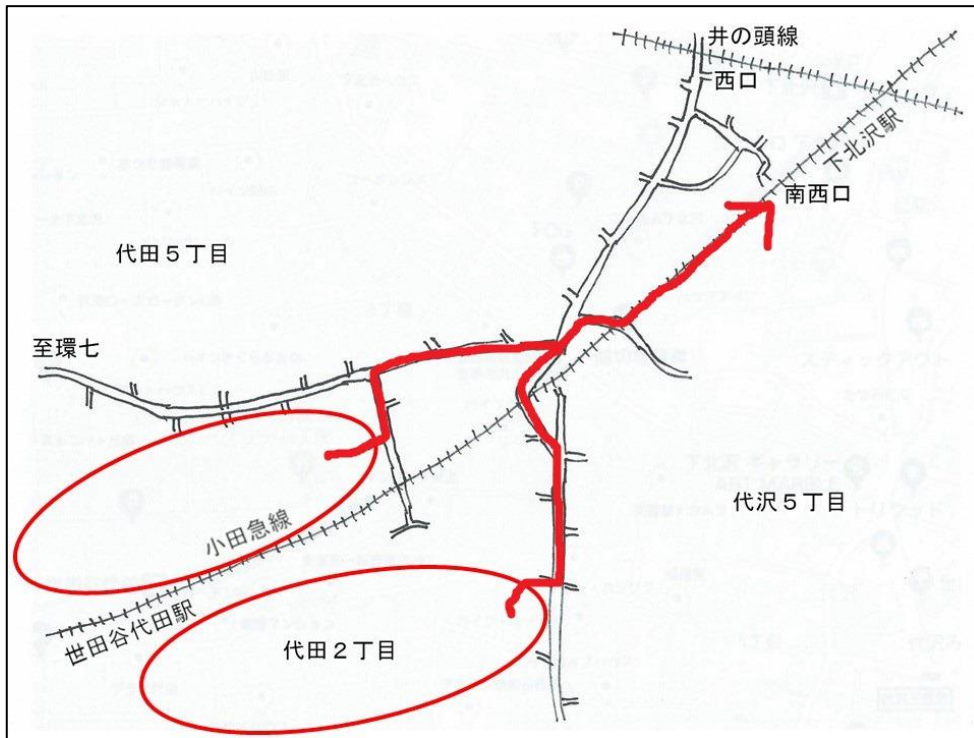 井の頭線
西口
下北沢駅
南西口
代田５丁目
至環七
代沢５丁目
小田急線
世田谷代田駅
代田２丁目